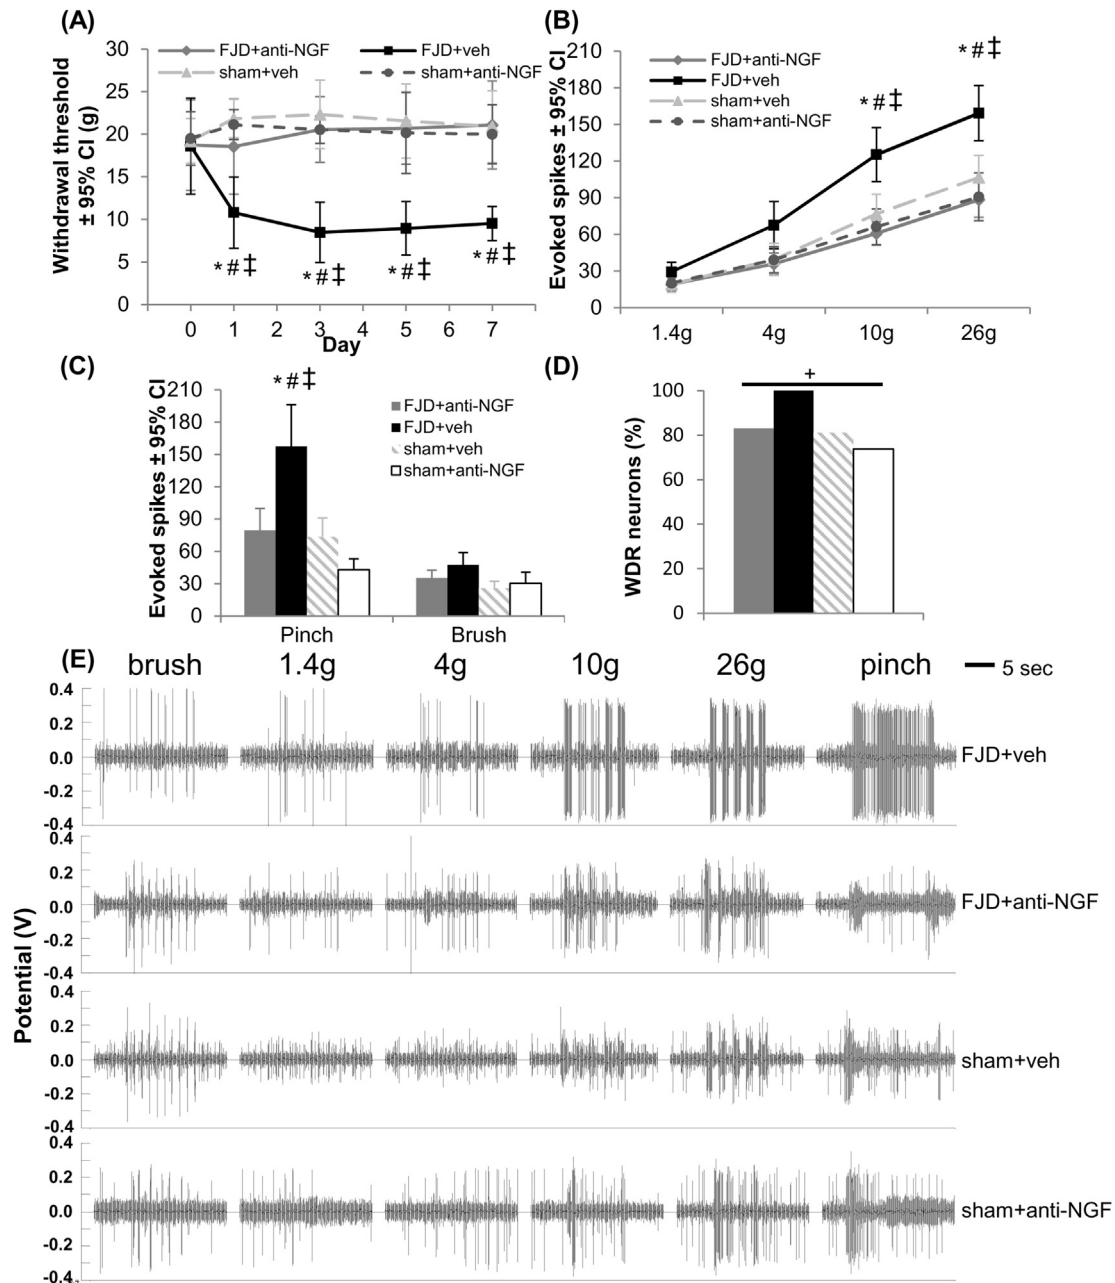 (A)
Withdrawal threshold
± 95% CI (g)
30
25
20
15
10
5
0
FJD+anti-NGF
FJD+veh
sham+veh
sham+anti-NGF
*#‡
*#‡
*#‡
*#‡
0 1 2 3 4 5 6 7
Day
(B)
Evoked spikes ± 95% CI
210
180
150
120
90
60
30
0
FJD+anti-NGF
FJD+veh
sham+veh
sham+anti-NGF
*#‡
*#‡
1.4g 4g 10g 26g
(C)
Evoked spikes ± 95% CI
210
180
150
120
90
60
30
0
*#‡
FJD+anti-NGF
FJD+veh
sham+veh
sham+anti-NGF
Pinch Brush
(D)
WDR neurons (%)
100
80
60
40
20
0
+
(E) brush 1.4g 4g 10g 26g pinch 5 sec
Potential (V)
0.4
0.2
0.0
-0.2
-0.4
FJD+veh
0.4
0.2
0.0
-0.2
-0.4
FJD+anti-NGF
0.4
0.2
0.0
-0.2
-0.4
sham+veh
0.4
0.2
0.0
-0.2
-0.4
sham+anti-NGF